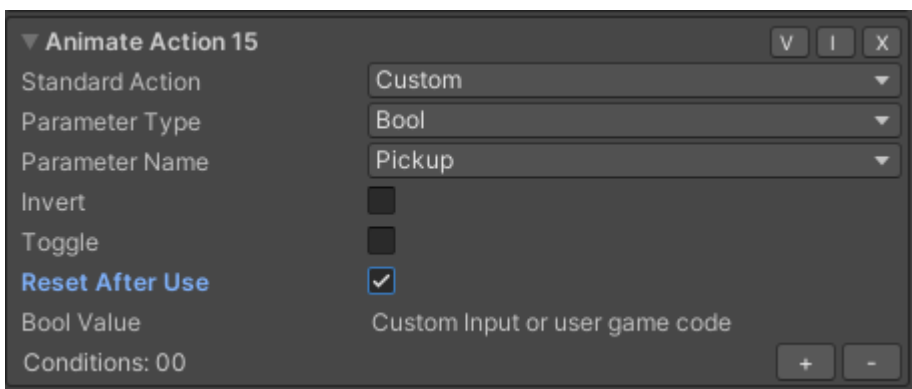 Animate Action 15 V I X
Standard Action Custom
Parameter Type Bool
Parameter Name Pickup
Invert
Toggle
Reset After Use
Bool Value Custom Input or user game code
Conditions: 00 + -